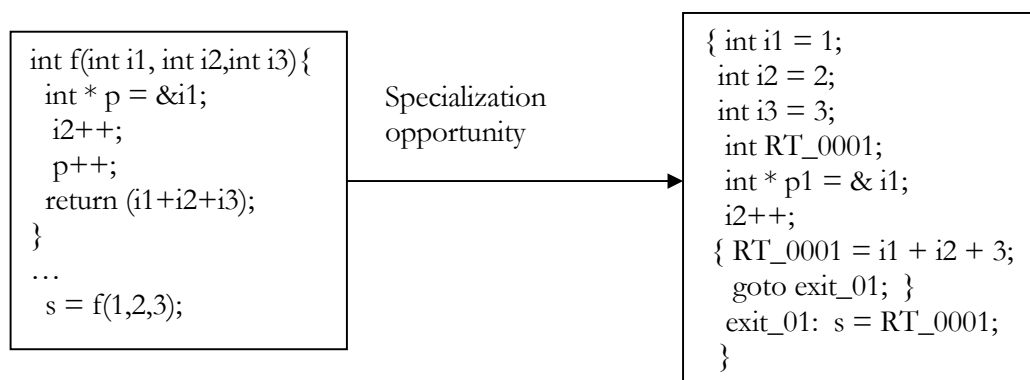 int f(int i1, int i2,int i3){
int * p = &i1;
i2++;
p++;
return (i1+i2+i3);
}
…
s = f(1,2,3);
Specialization
opportunity
{ int i1 = 1;
int i2 = 2;
int i3 = 3;
int RT_0001;
int * p1 = & i1;
i2++;
{ RT_0001 = i1 + i2 + 3;
goto exit_01; }
exit_01: s = RT_0001;
}